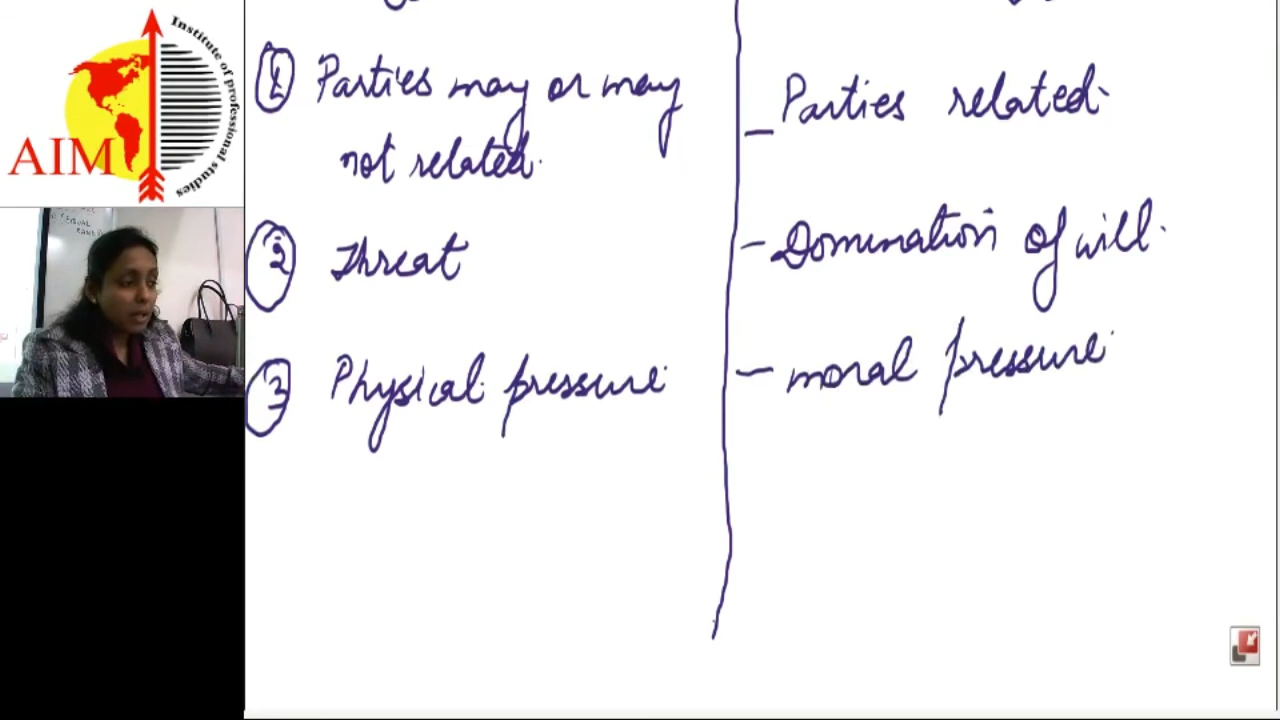 Institute of professional studies
AIM
1 Parties may or may
not related.
- Parties related.
2 Threat
- Domination of will.
3 Physical pressure
- moral pressure